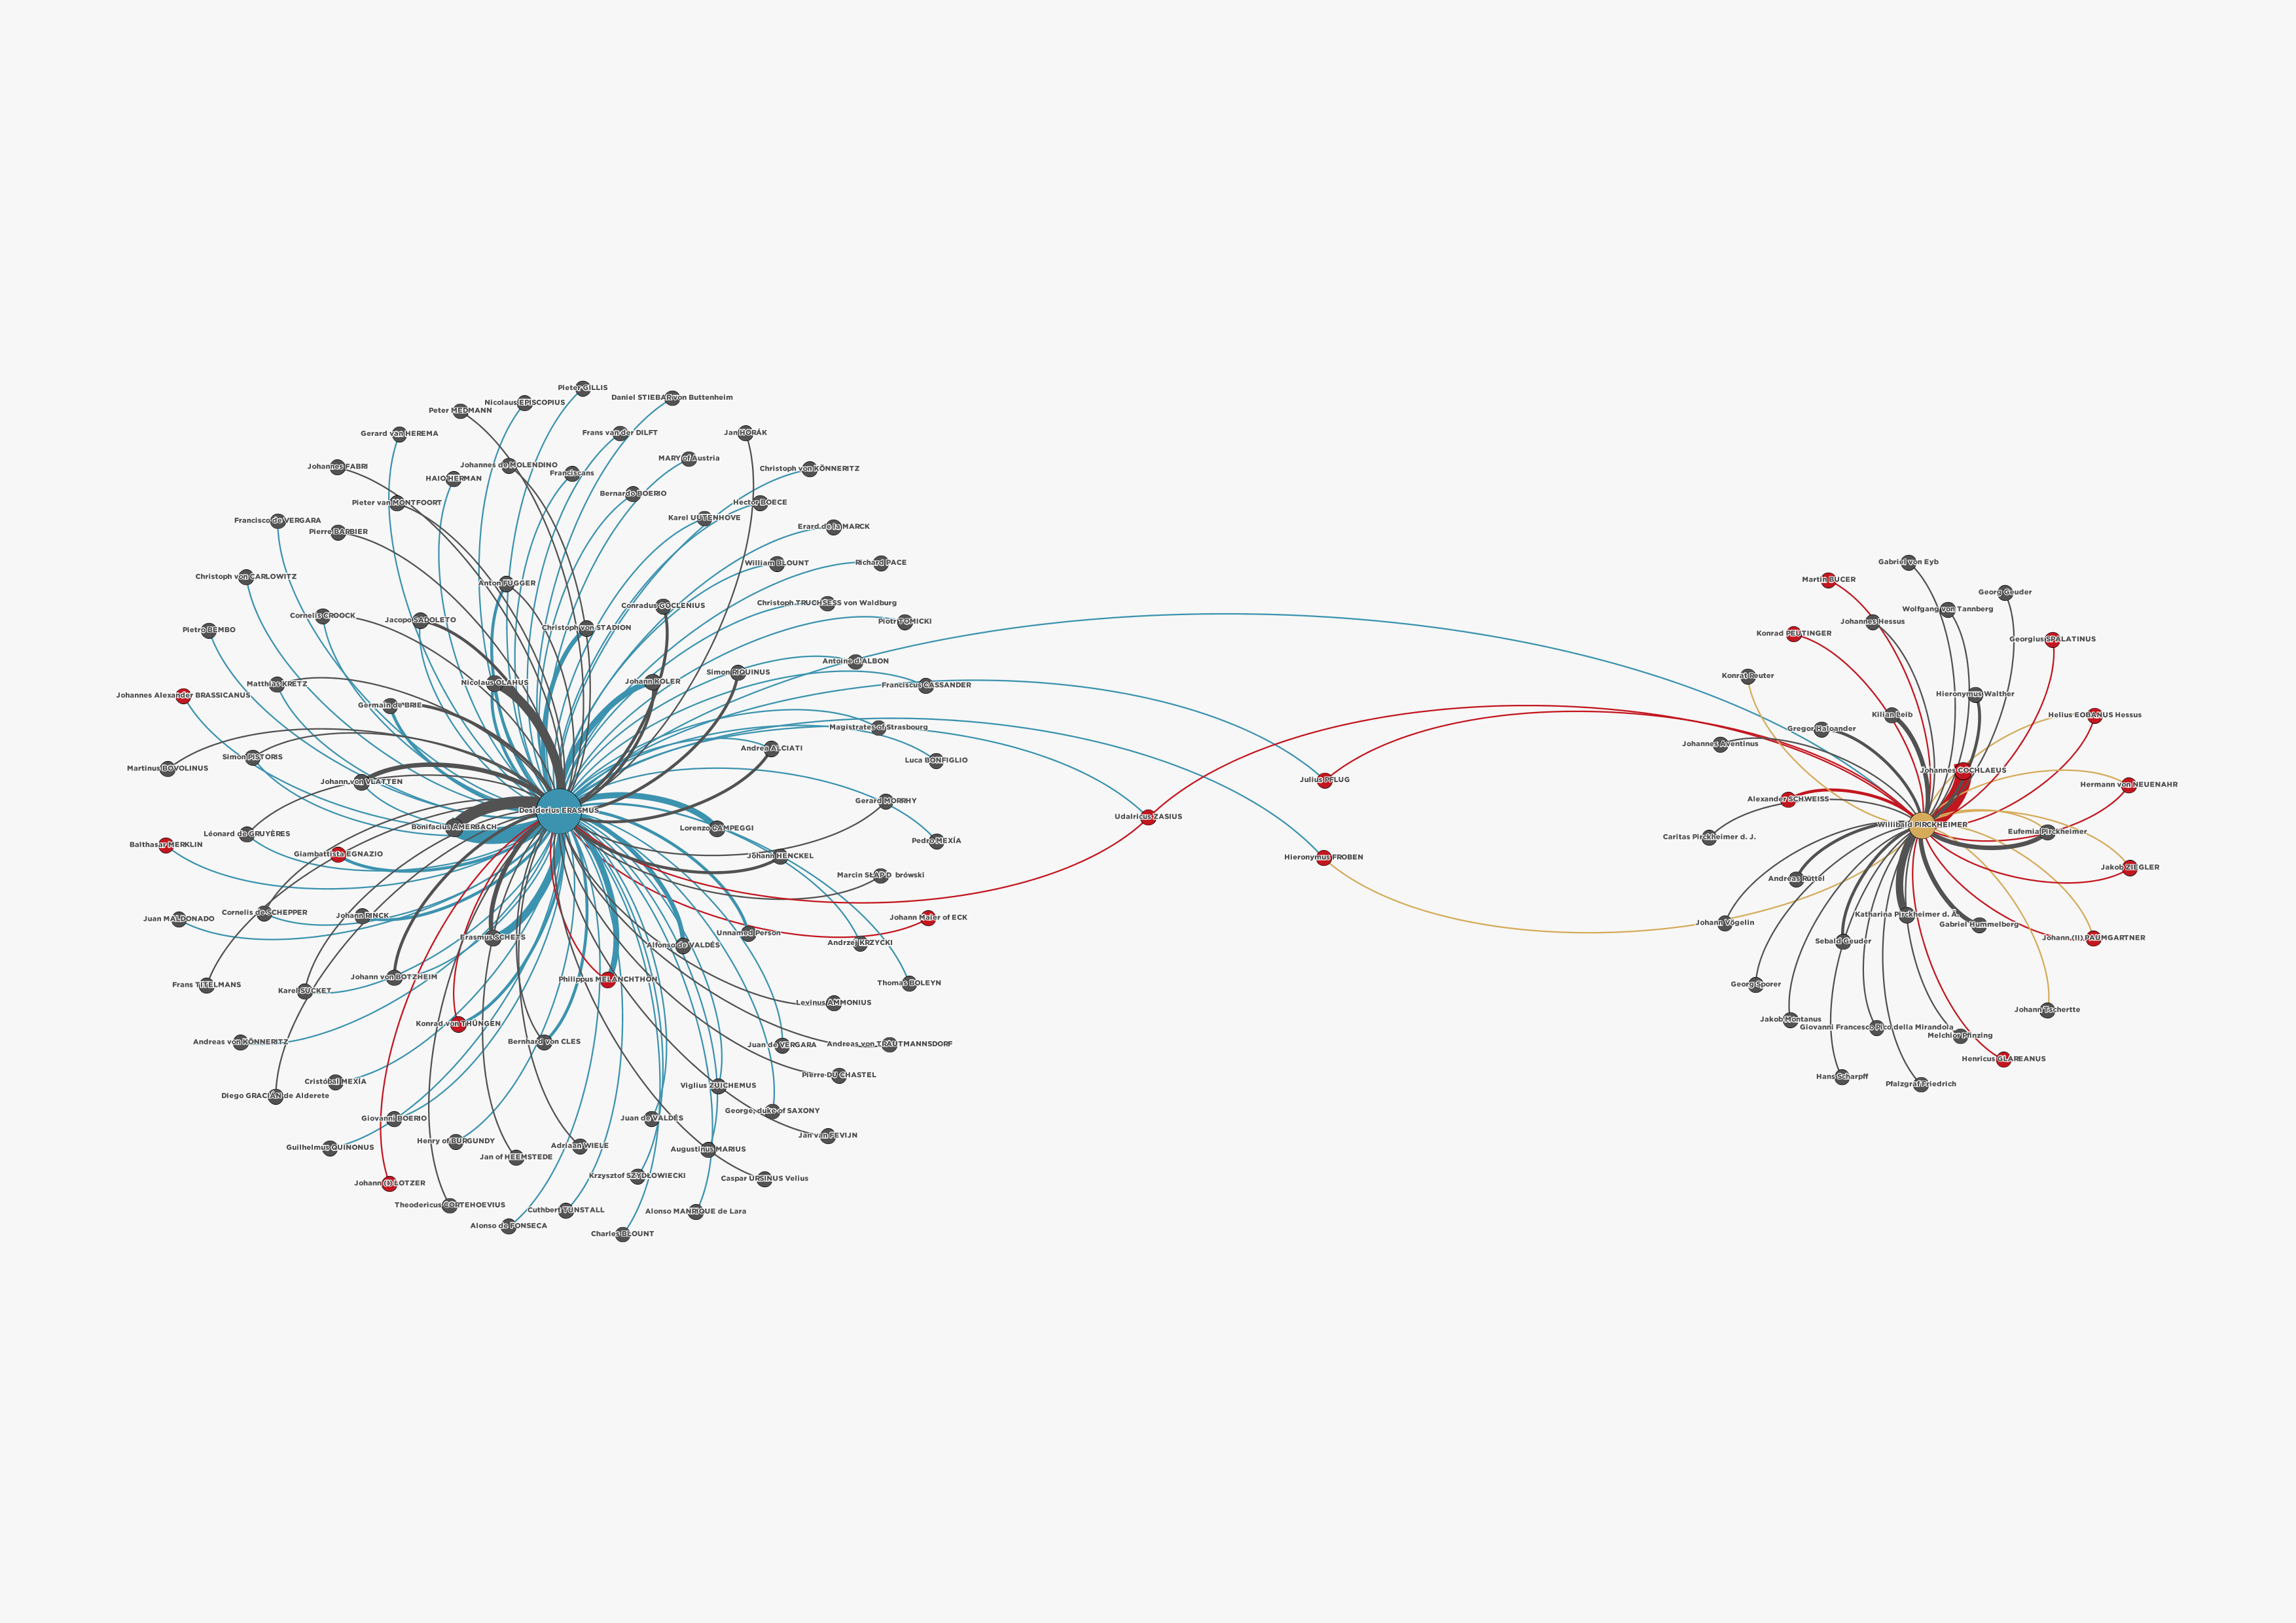 Pieter GILLIS
Daniel STIEBAR von Buttenheim
Nicolaus EPISCOPIUS
Peter MEDMANN
Gerard van HEREMA
Frans van der DILFT
Jan HORÁK
Johannes FABRI
Johannes de MOLENDINO
Franciscans
MARY of Austria
Christoph von KÖNNERITZ
HAIO HERMAN
Bernardo BOERIO
Pieter van MONTFOORT
Hector BOECE
Francisco de VERGARA
Karel UUTENHOVE
Erard de la MARCK
Pierre BARBIER
William BLOUNT
Richard PACE
Christoph von CARLOWITZ
Anton FUGGER
Conradus GOCLENIUS
Christoph TRUCHSESS von Waldburg
Cornelis CROOCK
Jacopo SADOLETO
Piotr TOMICKI
Pietro BEMBO
Christoph von STADION
Antoine d'ALBON
Simon RIQUINUS
Matthias KRETZ
Nicolaus OLAHUS
Johann KOLER
Franciscus CASSANDER
Johannes Alexander BRASSICANUS
Germain de BRIE
Magistrates of Strasbourg
Andrea ALCIATI
Simon PISTORIS
Luca BONFIGLIO
Martinus BOVOLINUS
Johann von VLATTEN
Gerard MORRHY
Desiderius ERASMUS
Bonifacius AMERBACH
Lorenzo CAMPEGGI
Léonard de GRUYÈRES
Pedro MEXÍA
Balthasar MERKLIN
Giambattista EGNAZIO
Johann HENCKEL
Marcin SŁAP D brówski
Cornelis de SCHEPPER
Johann RINCK
Juan MALDONADO
Johann Maier of ECK
Unnamed Person
Erasmus SCHETS
Alfonso de VALDÉS
Andrzej KRZYCKI
Johann von BOTZHEIM
Philippus MELANCHTHON
Frans TITELMANS
Karel SUCKET
Thomas BOLEYN
Levinus AMMONIUS
Konrad von THÜNGEN
Andreas von KÖNNERITZ
Bernhard von CLES
Juan de VERGARA
Andreas von TRAUTMANNSDORF
Cristóbal MEXÍA
Pierre DU CHASTEL
Diego GRACIÁN de Alderete
Viglius ZUICHEMUS
George, duke of SAXONY
Giovanni BOERIO
Juan de VALDÉS
Jan van FEVIJN
Guilhelmus QUINONUS
Henry of BURGUNDY
Adriaan WIELE
Augustinus MARIUS
Jan of HEEMSTEDE
Krzysztof SZYDŁOWIECKI
Caspar URSINUS Velius
Johann (I) LOTZER
Theodericus CORTEHOEVIUS
Cuthbert TUNSTALL
Alonso MANRIQUE de Lara
Alonso de FONSECA
Charles BLOUNT
Julius PFLUG
Udalricus ZASIUS
Hieronymus FROBEN
Gabriel von Eyb
Martin BUCER
Georg Geuder
Wolfgang von Tannberg
Johannes Hessus
Konrad PEUTINGER
Georgius SPALATINUS
Konrat Reuter
Hieronymus Walther
Kilian Leib
Helius EOBANUS Hessus
Gregor Haloander
Johannes Aventinus
Johannes COCHLAEUS
Hermann von NEUENAHR
Alexander SCHWEISS
Willibald PIRCKHEIMER
Eufemia Pirckheimer
Caritas Pirckheimer d. J.
Jakob ZIEGLER
Andreas Rüttel
Katharina Pirckheimer d. Ä.
Johann Vögelin
Gabriel Hummelberg
Sebald Geuder
Johann (II) PAUMGARTNER
Georg Sporer
Johann Tschertte
Jakob Montanus
Giovanni Francesco Pico della Mirandola
Melchior Pfinzing
Henricus GLAREANUS
Hans Scharpff
Pfalzgraf Friedrich